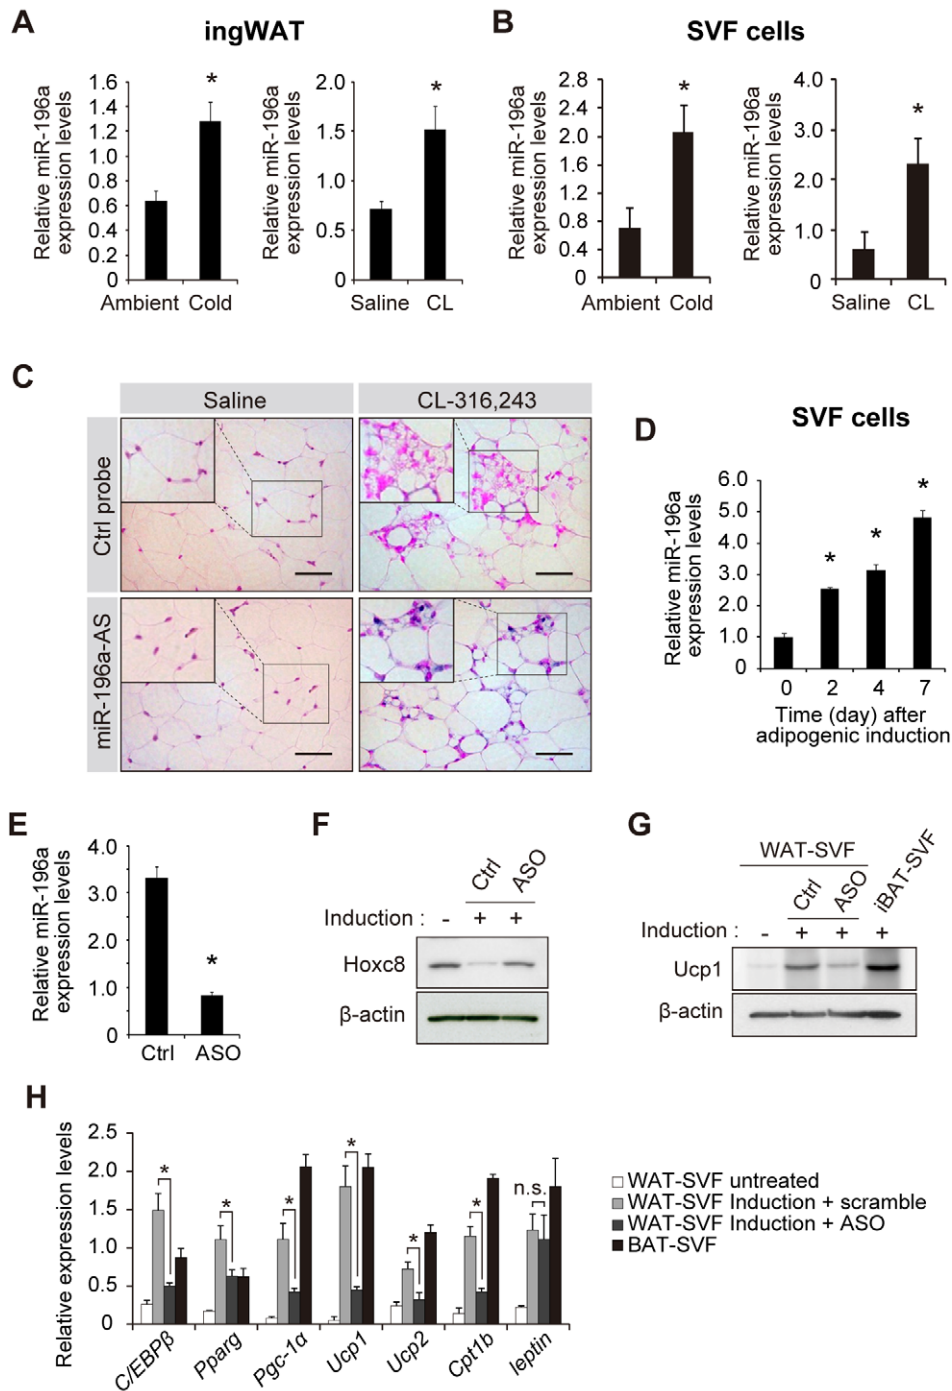 A
ingWAT
Relative miR-196a
expression levels
1.6
1.4
1.2
1.0
0.8
0.6
0.4
0.2
0
*
Ambient Cold
Relative miR-196a
expression levels
2.0
1.5
1.0
0.5
0
*
Saline CL
B
SVF cells
Relative miR-196a
expression levels
2.8
2.4
2.0
1.6
1.2
0.8
0.4
0
*
Ambient Cold
Relative miR-196a
expression levels
4.0
3.0
2.0
1.0
0
*
Saline CL
C
Saline
CL-316,243
Ctrl probe
miR-196a-AS
D
SVF cells
Relative miR-196a
expression levels
6.0
5.0
4.0
3.0
2.0
1.0
0
* * *
0 2 4 7
Time (day) after
adipogenic induction
E
Relative miR-196a
expression levels
4.0
3.0
2.0
1.0
0
*
Ctrl ASO
F
Ctrl ASO
Induction : - + +
Hoxc8
β-actin
G
WAT-SVF
Ctrl ASO iBAT-SVF
Induction : - + + +
Ucp1
β-actin
H
Relative expression levels
2.5
2.0
1.5
1.0
0.5
0
* * * * * * n.s.
C/EBPβ Pparg Pgc-1α Ucp1 Ucp2 Cpt1b leptin
WAT-SVF untreated
WAT-SVF Induction + scramble
WAT-SVF Induction + ASO
BAT-SVF